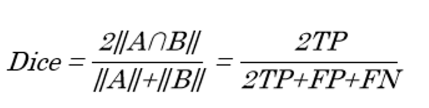 Dice = 2||A∩B|| / ||A||+||B|| = 2TP / 2TP+FP+FN